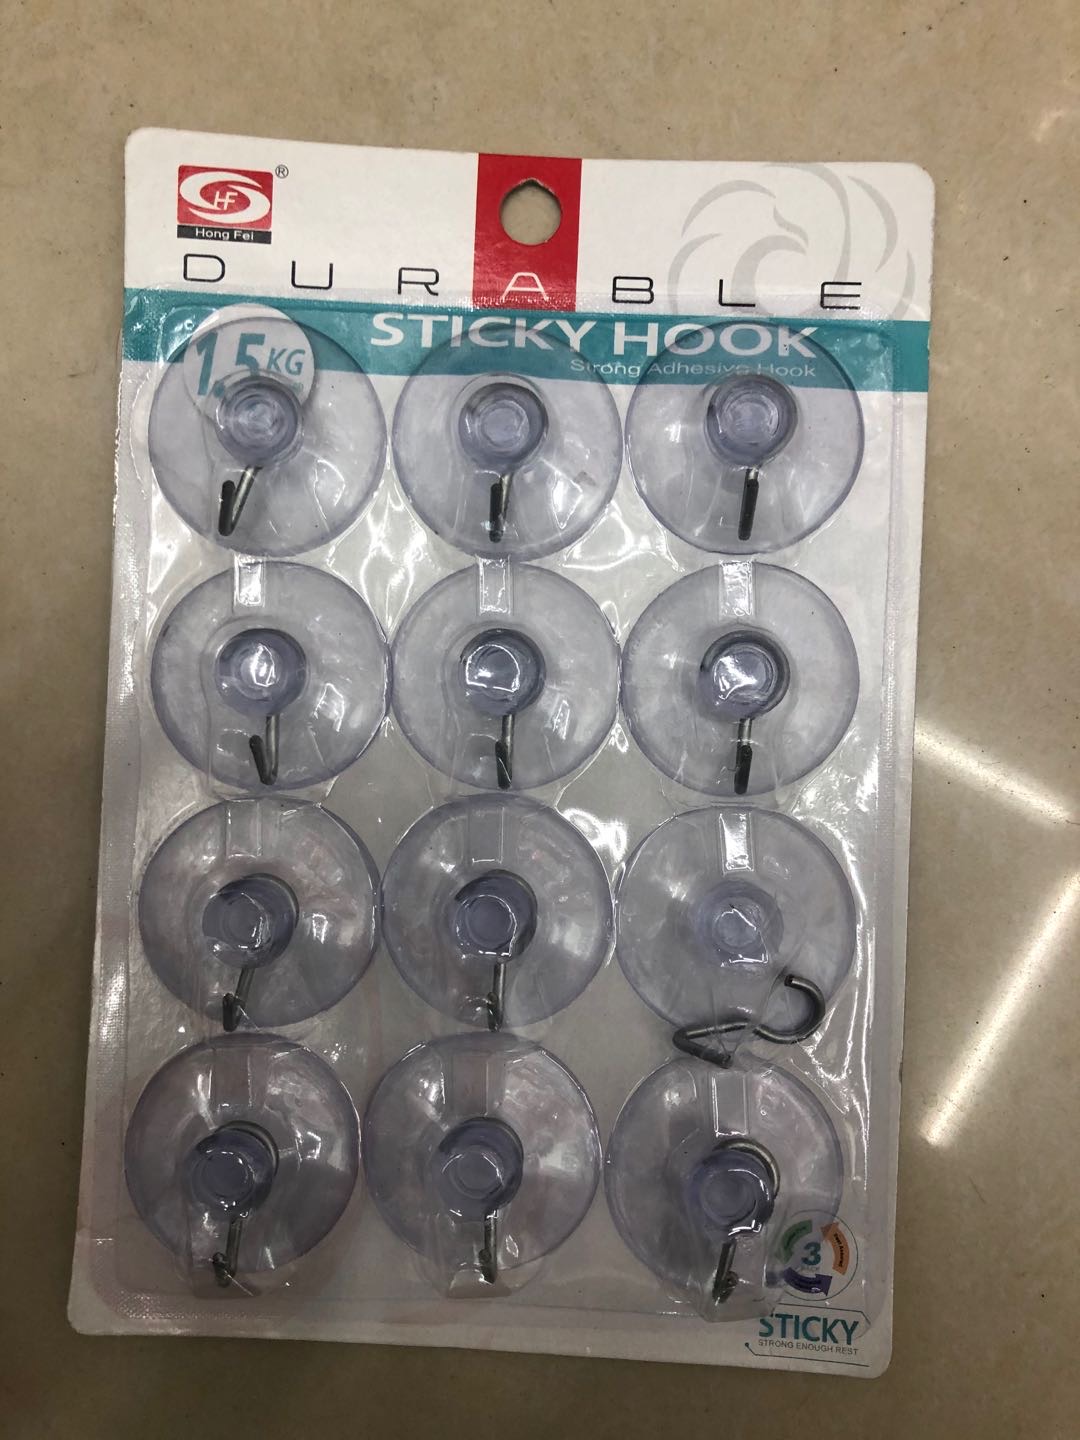 HF
®
Hong Fei
DURABLE
STICKY HOOK
1.5KG
Strong Adhesive Hook
3
STICKY
STRONG ENOUGH REST